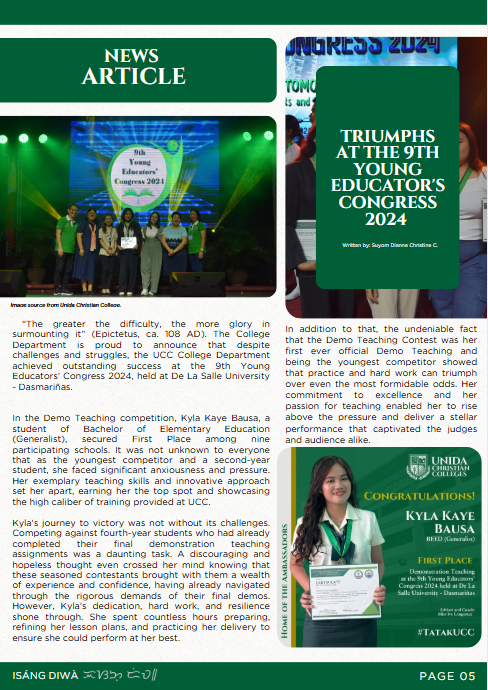 NEWS
ARTICLE
9th
Young
Educators'
Congress 2024
Image source from Unida Christian College.
"The greater the difficulty, the more glory in
surmounting it" (Epictetus, ca. 108 AD). The College
Department is proud to announce that despite
challenges and struggles, the UCC College Department
achieved outstanding success at the 9th Young
Educators' Congress 2024, held at De La Salle University
- Dasmariñas.
In the Demo Teaching competition, Kyla Kaye Bausa, a
student of Bachelor of Elementary Education
(Generalist), secured First Place among nine
participating schools. It was not unknown to everyone
that as the youngest competitor and a second-year
student, she faced significant anxiousness and pressure.
Her exemplary teaching skills and innovative approach
set her apart, earning her the top spot and showcasing
the high caliber of training provided at UCC.
Kyla's journey to victory was not without its challenges.
Competing against fourth-year students who had already
completed their final demonstration teaching
assignments was a daunting task. A discouraging and
hopeless thought even crossed her mind knowing that
these seasoned contestants brought with them a wealth
of experience and confidence, having already navigated
through the rigorous demands of their final demos.
However, Kyla's dedication, hard work, and resilience
shone through. She spent countless hours preparing,
refining her lesson plans, and practicing her delivery to
ensure she could perform at her best.
CONGRESS 2024
TRIUMPHS
AT THE 9TH
YOUNG
EDUCATOR'S
CONGRESS
2024
Written by: Suyom Dianne Christine C.
In addition to that, the undeniable fact
that the Demo Teaching Contest was her
first ever official Demo Teaching and
being the youngest competitor showed
that practice and hard work can triumph
over even the most formidable odds. Her
commitment to excellence and her
passion for teaching enabled her to rise
above the pressure and deliver a stellar
performance that captivated the judges
and audience alike.
UNIDA
CHRISTIAN
COLLEGES
CONGRATULATIONS!
KYLA KAYE
BAUSA
BEED (Generalist)
FIRST PLACE
Demonstration Teaching
at the 9th Young Educators'
Congress 2024 held at De La
Salle University - Dasmariñas
#TATAKUCC
HOME OF THE AMBASSADORS
ISÁNG DIWÀ
PAGE 05